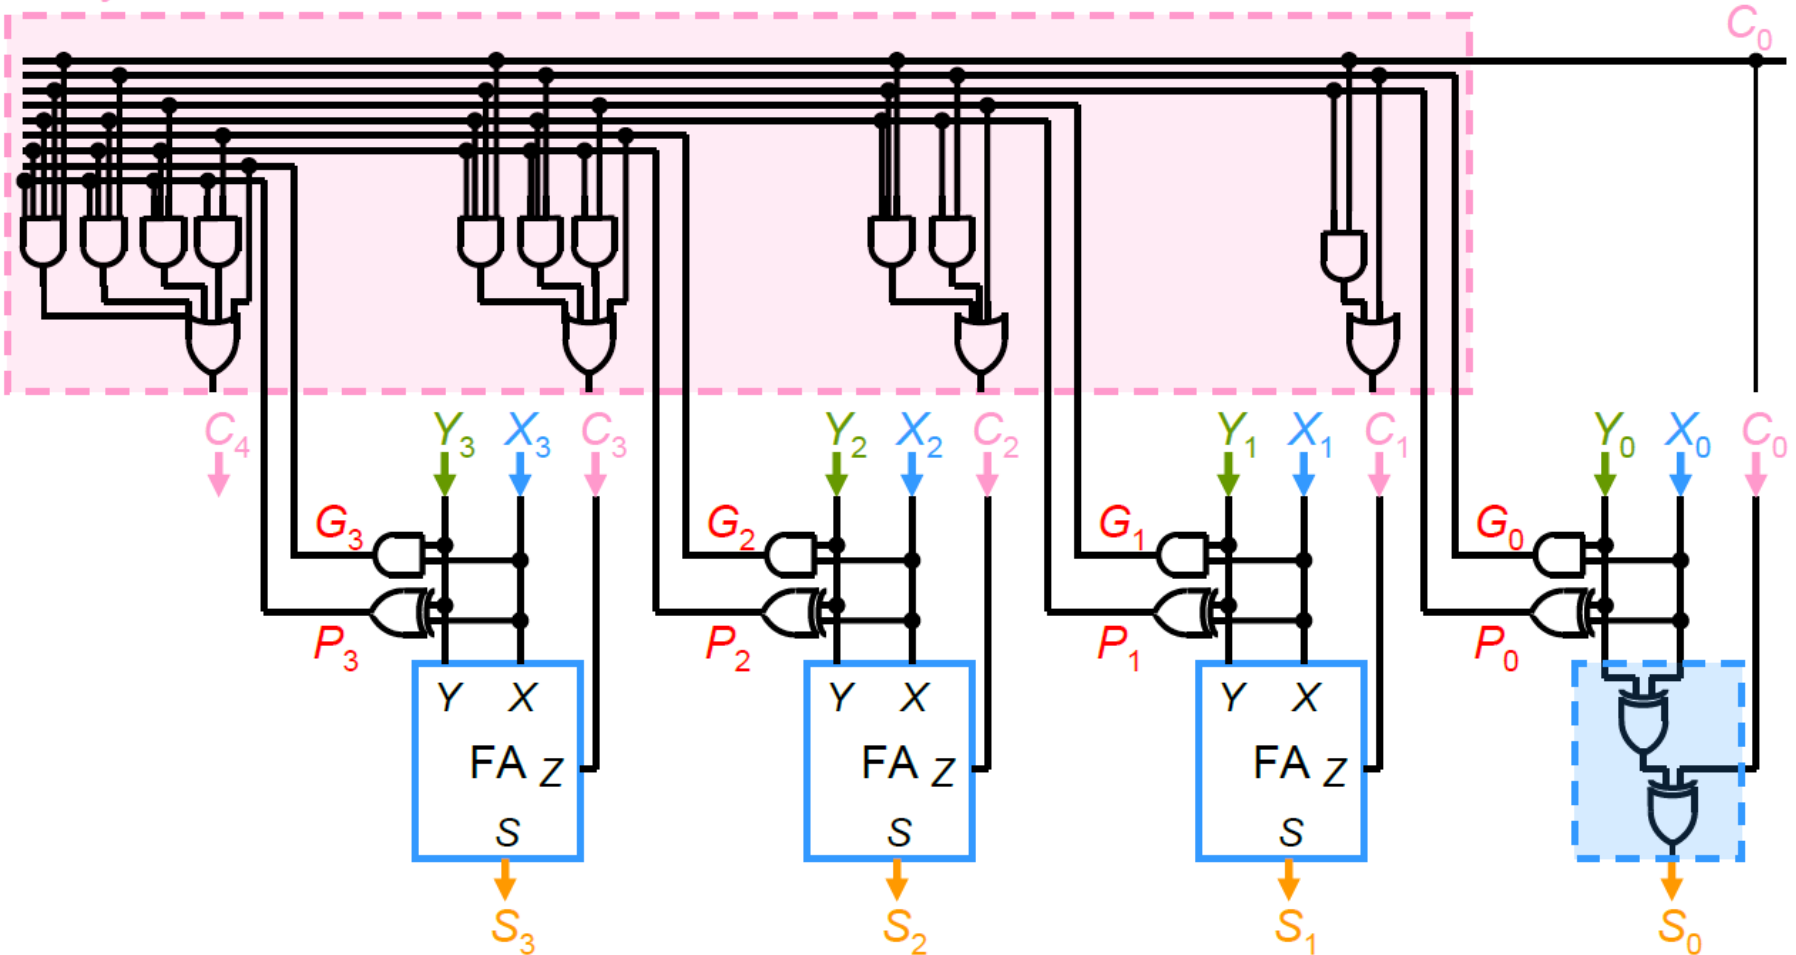 C0
C4 Y3 X3 C3 Y2 X2 C2 Y1 X1 C1 Y0 X0 C0
G3 G2 G1 G0
P3 P2 P1 P0
Y X Y X Y X
FA Z FA Z FA Z
S S S
S3 S2 S1 S0